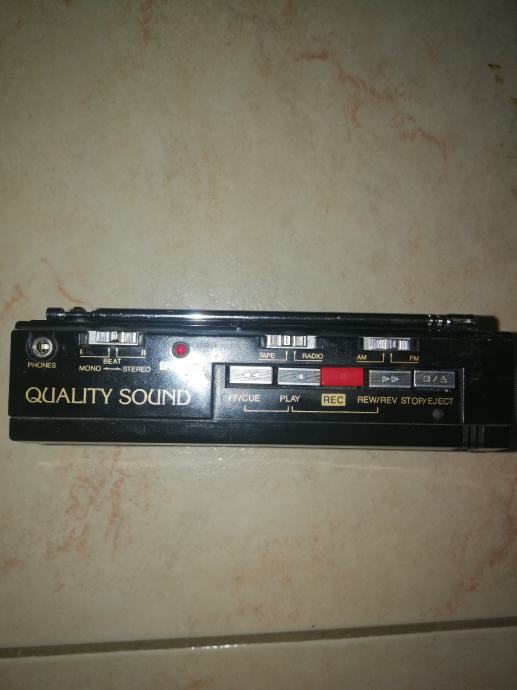 PHONES
BEAT
MONO STEREO
TAPE RADIO
AM FM
QUALITY SOUND
FF/CUE PLAY REC REW/REV STOP/EJECT